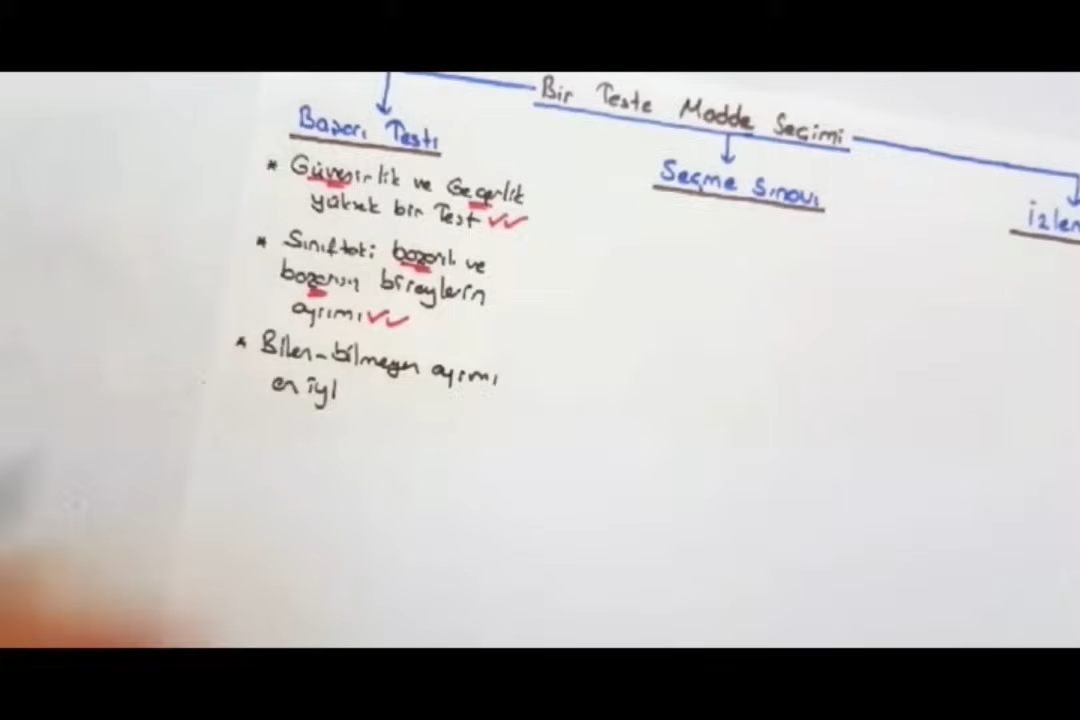 Bir Teste Madde Seçimi
Başarı Testi
* Güvenirlik ve Geçerlik
yüksek bir Test ✓✓
* Sınıftaki başarılı ve
başarısız bireylerin
ayrımı ✓✓
* Bilen-bilmeyen ayrımı
en iyi
Seçme Sınavı
İzlem